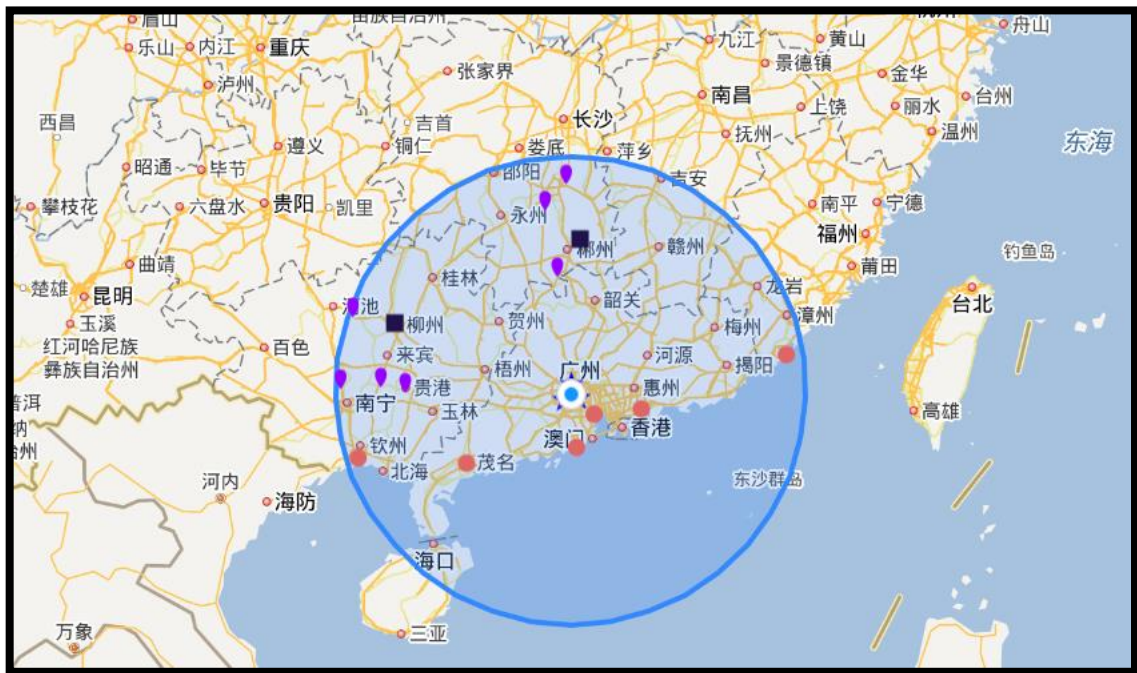 眉山
苗族自治州
舟山
乐山
内江
重庆
九江
黄山
张家界
景德镇
金华
泸州
南昌
上饶
丽水
台州
西昌
吉首
长沙
温州
昭通
毕节
遵义
铜仁
娄底
萍乡
抚州
东海
邵阳
吉安
攀枝花
六盘水
贵阳
凯里
永州
南平
宁德
福州
郴州
赣州
钓鱼岛
曲靖
莆田
楚雄
昆明
桂林
龙岩
台北
池
韶关
玉溪
柳州
贺州
梅州
漳州
红河哈尼族
彝族自治州
百色
来宾
河源
揭阳
梧州
广州
贵港
惠州
普洱
南宁
玉林
高雄
香港
澳门
钦州
茂名
北海
河内
海防
东沙群岛
海口
万象
三亚